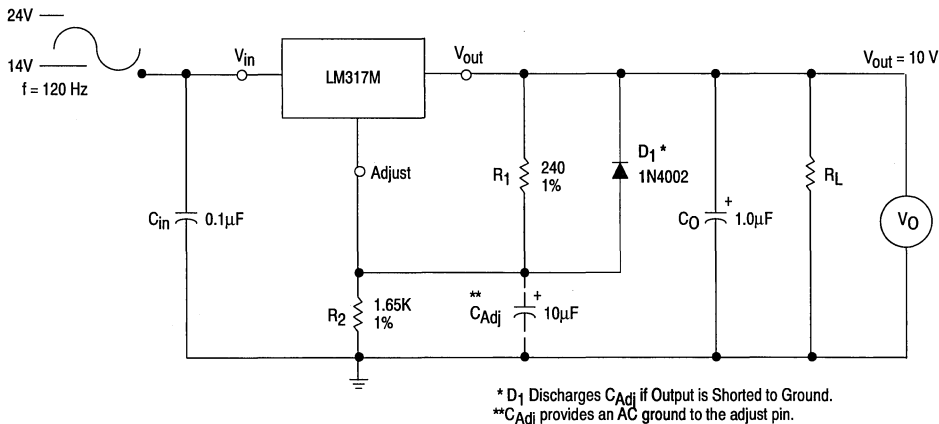 24V
14V
f = 120 Hz
Vin
LM317M
Vout
Vout = 10 V
Adjust
R1
240
1%
D1 *
1N4002
RL
Cin
0.1µF
CO
+
1.0µF
VO
R2
1.65K
1%
**
CAdj
+
10µF
* D1 Discharges CAdj if Output is Shorted to Ground.
**CAdj provides an AC ground to the adjust pin.